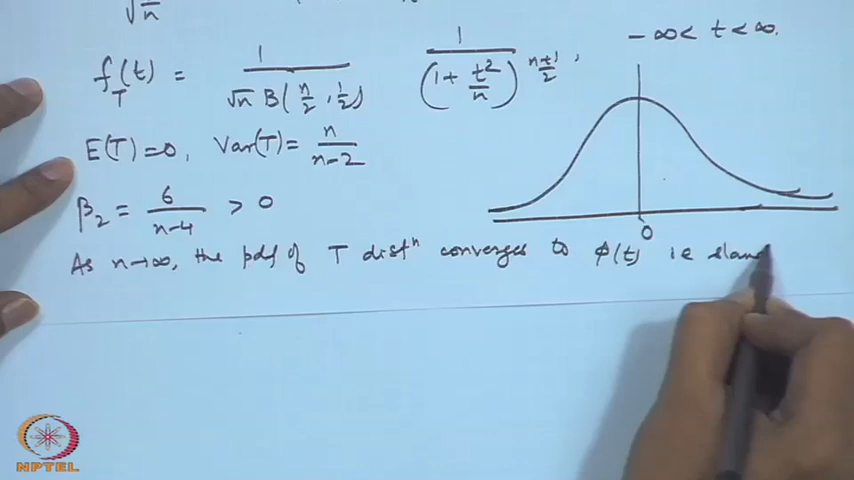 √n
f_T(t) = 1 / (√n B(n/2, 1/2)) 1 / (1 + t²/n)^((n+1)/2), −∞ < t < ∞.
E(T) = 0, Var(T) = n / (n−2)
β₂ = 6 / (n−4) > 0
0
As n→∞, the pdf of T distⁿ converges to φ(t) ie stand
NPTEL